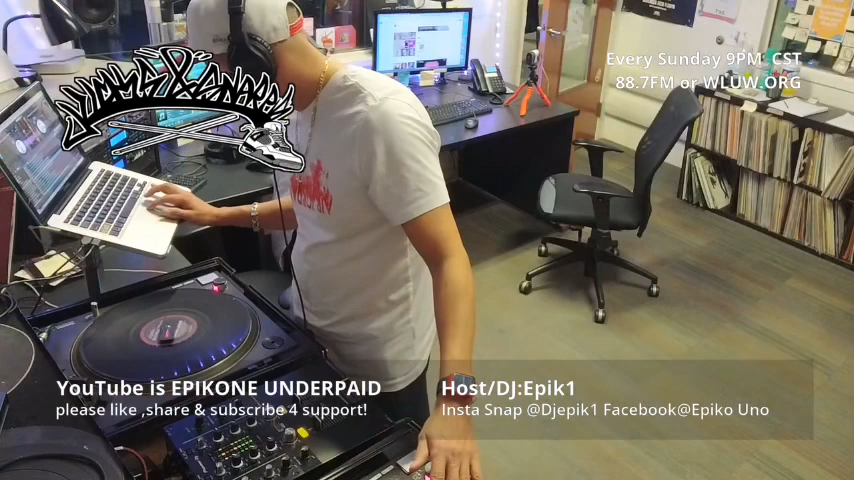 Every Sunday 9PM CST
88.7FM or WLUW.ORG
YouTube is EPIKONE UNDERPAID
please like ,share & subscribe 4 support!
Host/DJ:Epik1
Insta Snap @Djepik1 Facebook@Epiko Uno